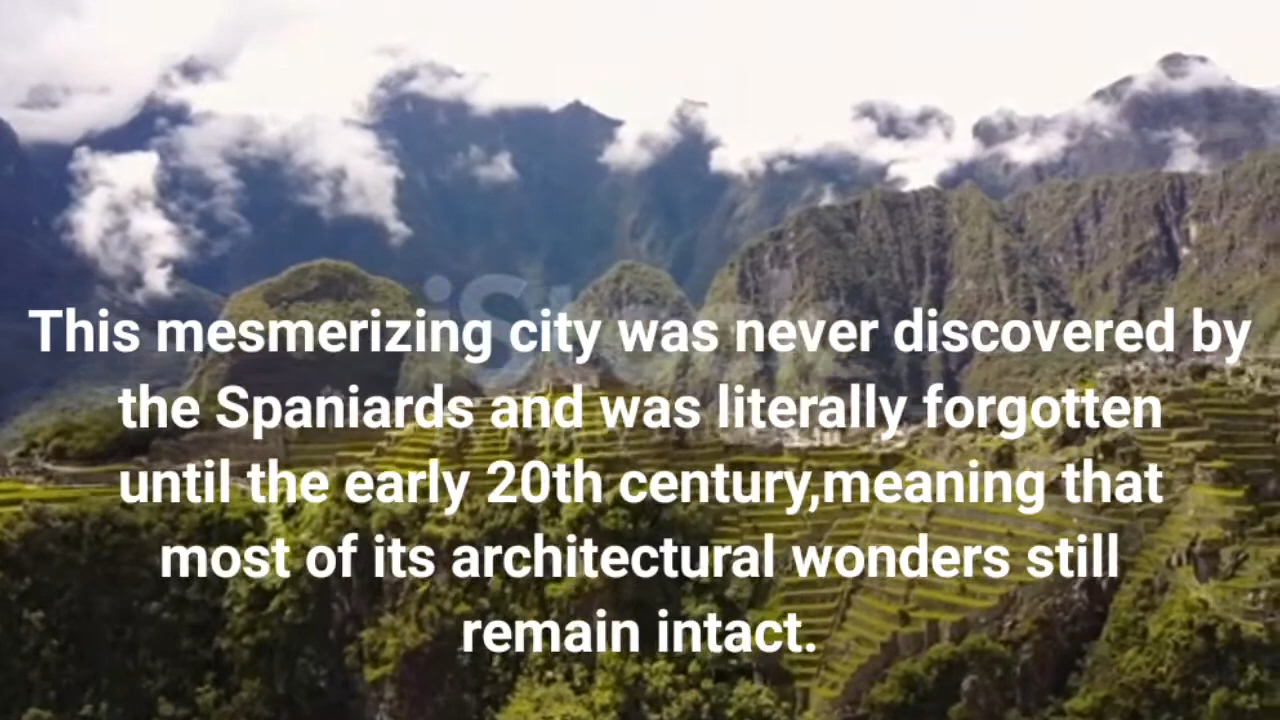 iStock
This mesmerizing city was never discovered by
the Spaniards and was literally forgotten
until the early 20th century,meaning that
most of its architectural wonders still
remain intact.